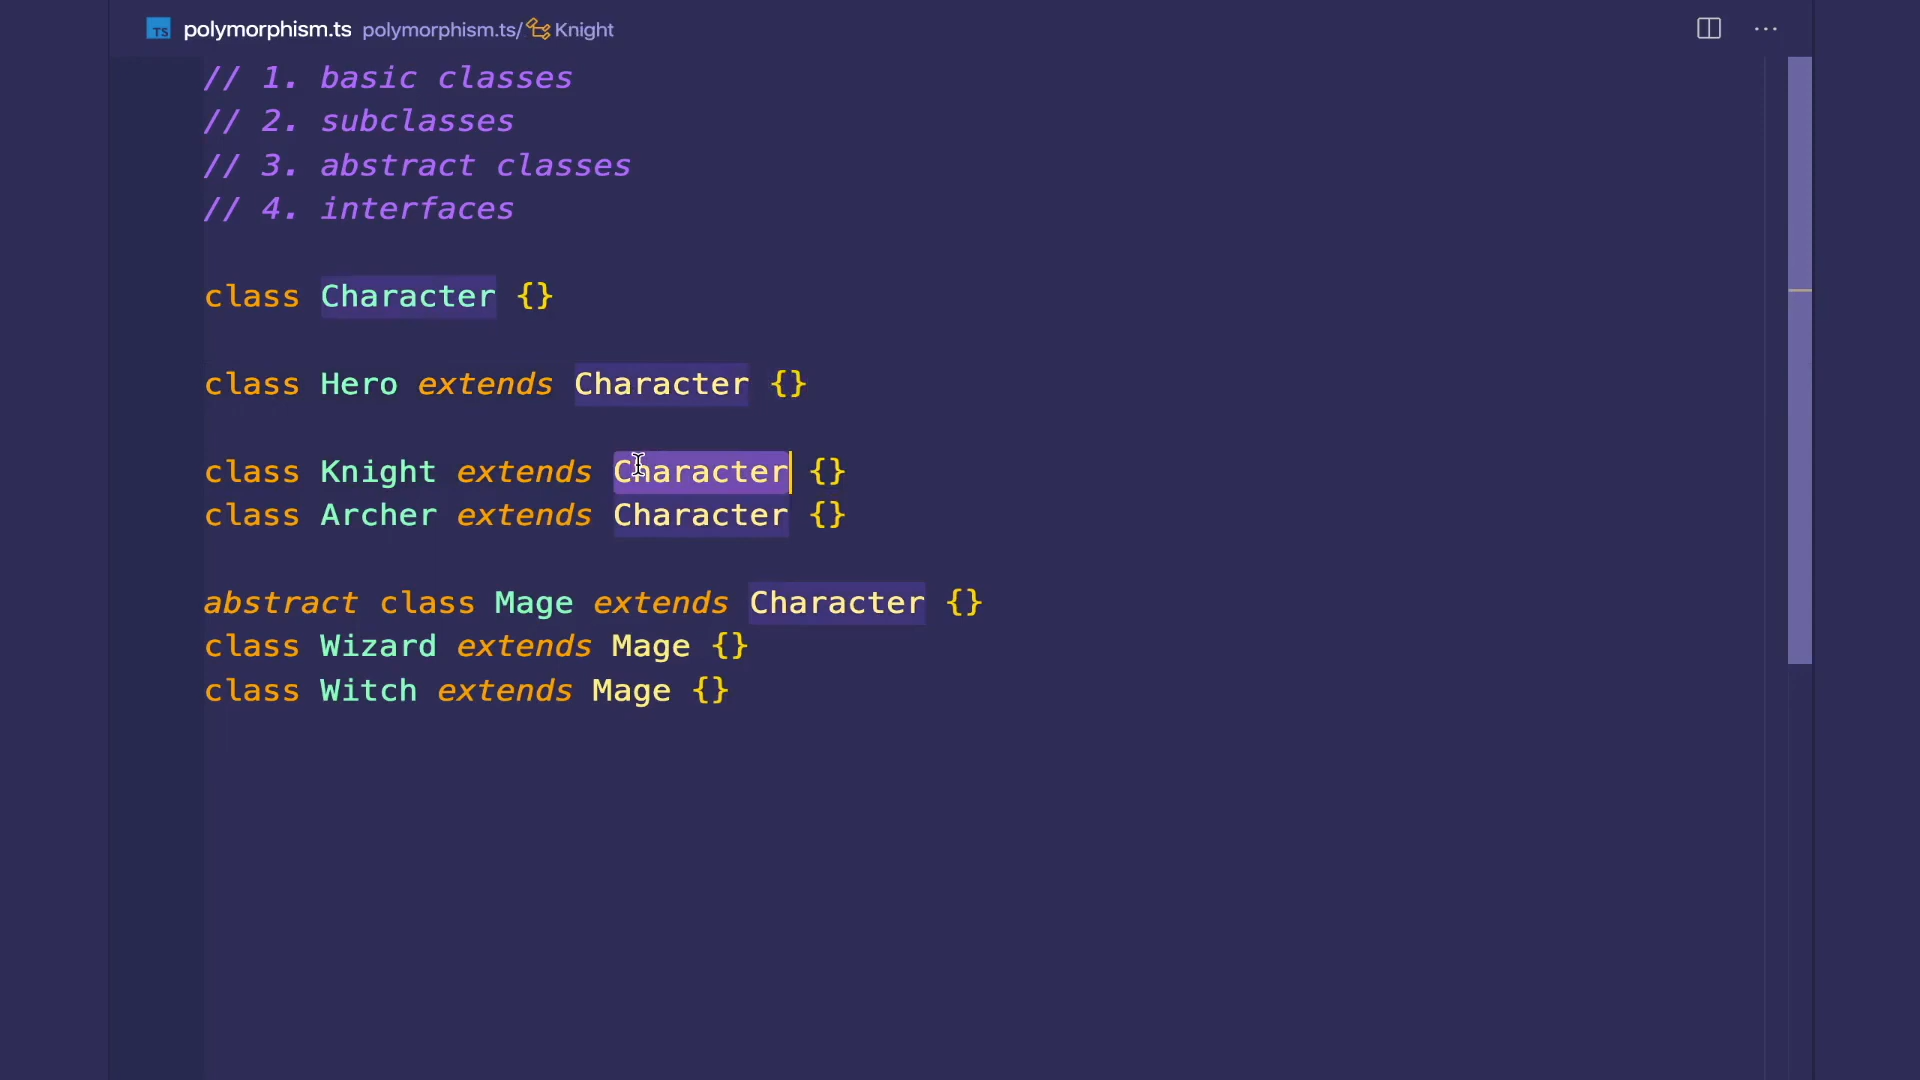 TS polymorphism.ts polymorphism.ts/ Knight
// 1. basic classes
// 2. subclasses
// 3. abstract classes
// 4. interfaces
class Character {}
class Hero extends Character {}
class Knight extends Character {}
class Archer extends Character {}
abstract class Mage extends Character {}
class Wizard extends Mage {}
class Witch extends Mage {}